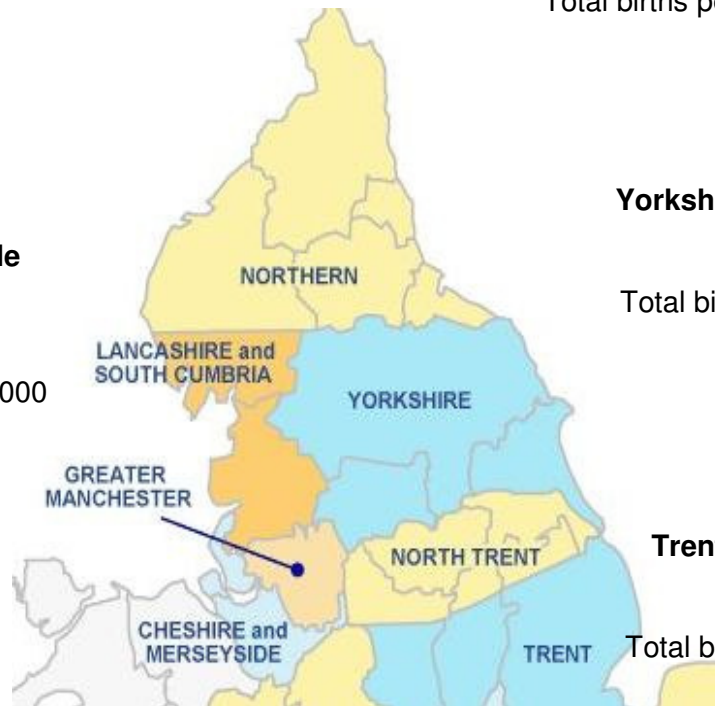 Total births
Yorksh
le
NORTHERN
Total bi
LANCASHIRE and
SOUTH CUMBRIA
000
YORKSHIRE
GREATER
MANCHESTER
NORTH TRENT
Tren
CHESHIRE and
MERSEYSIDE
TRENT
Total b